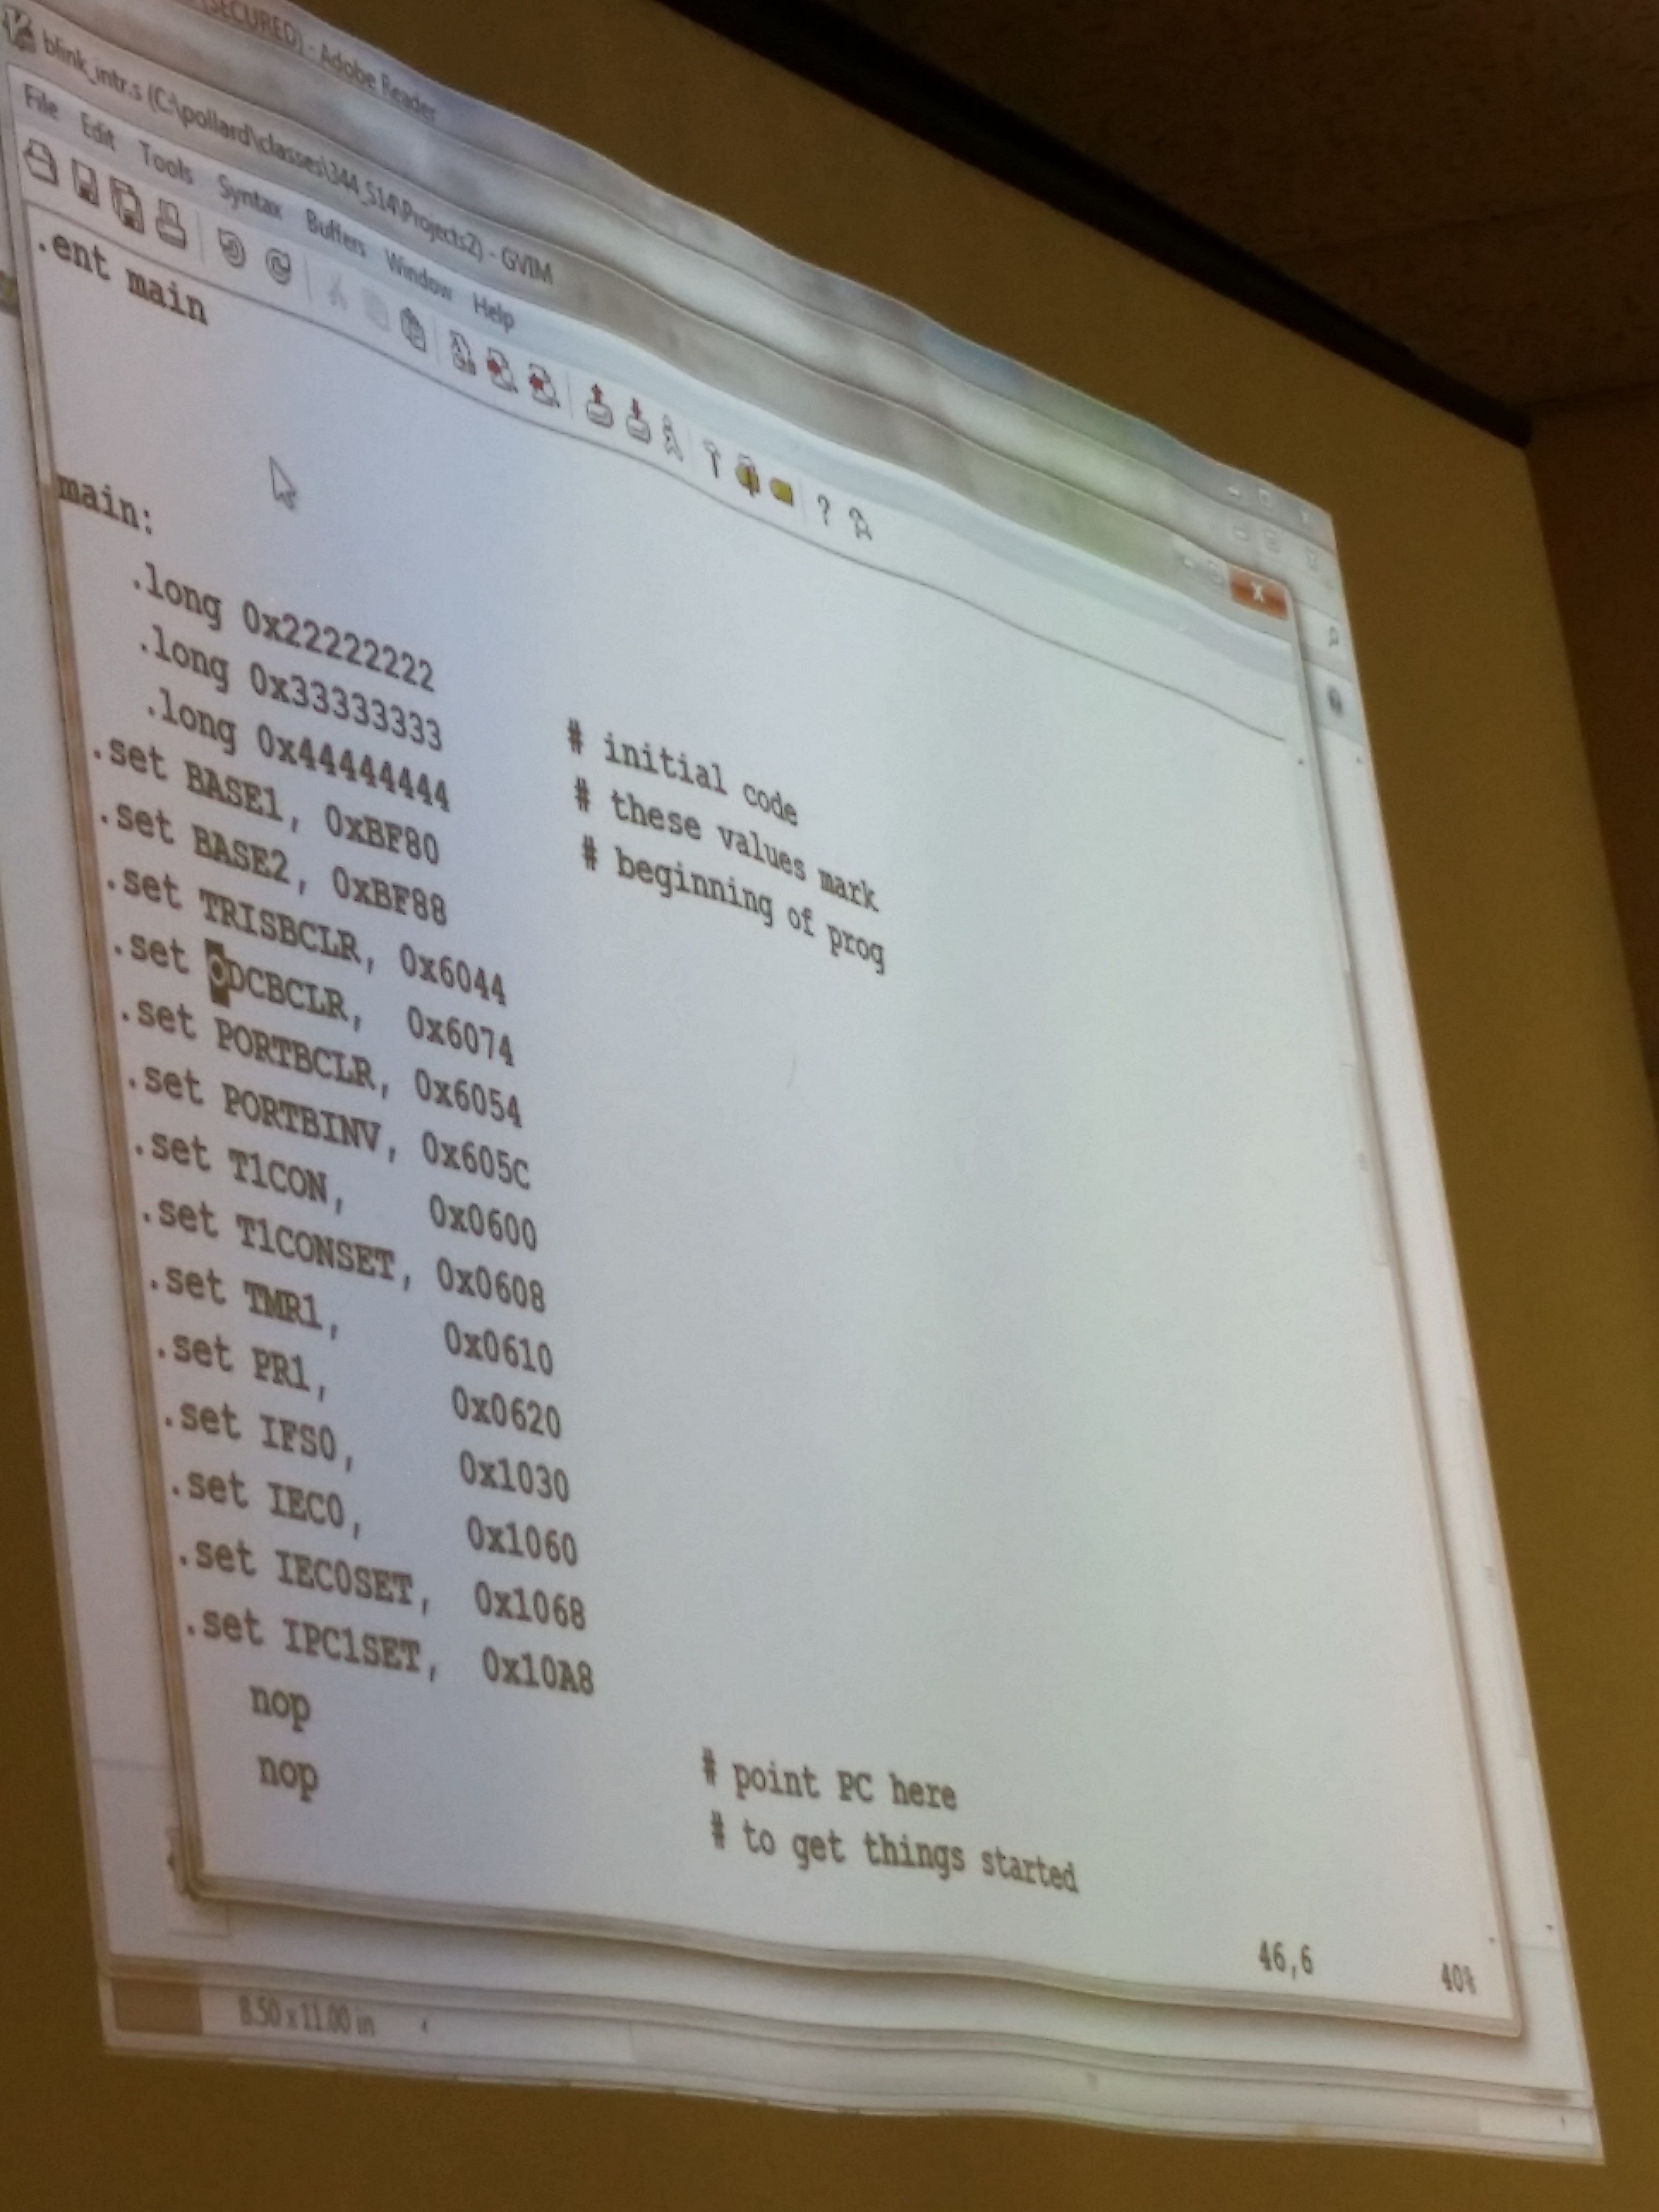 (SECURED) - Adobe Reader
blink_intr.s (C:\pollard\classes\344_S14\Projects2) - GVIM
File Edit Tools Syntax Buffers Window Help
.ent main
main:
.long 0x22222222 # initial code
.long 0x33333333 # these values mark
.long 0x44444444 # beginning of prog
.set BASE1, 0xBF80
.set BASE2, 0xBF88
.set TRISBCLR, 0x6044
.set ODCBCLR, 0x6074
.set PORTBCLR, 0x6054
.set PORTBINV, 0x605C
.set T1CON, 0x0600
.set T1CONSET, 0x0608
.set TMR1, 0x0610
.set PR1, 0x0620
.set IFS0, 0x1030
.set IEC0, 0x1060
.set IEC0SET, 0x1068
.set IPC1SET, 0x10A8
nop # point PC here
nop # to get things started
46,6 40%
8.50 x 11.00 in